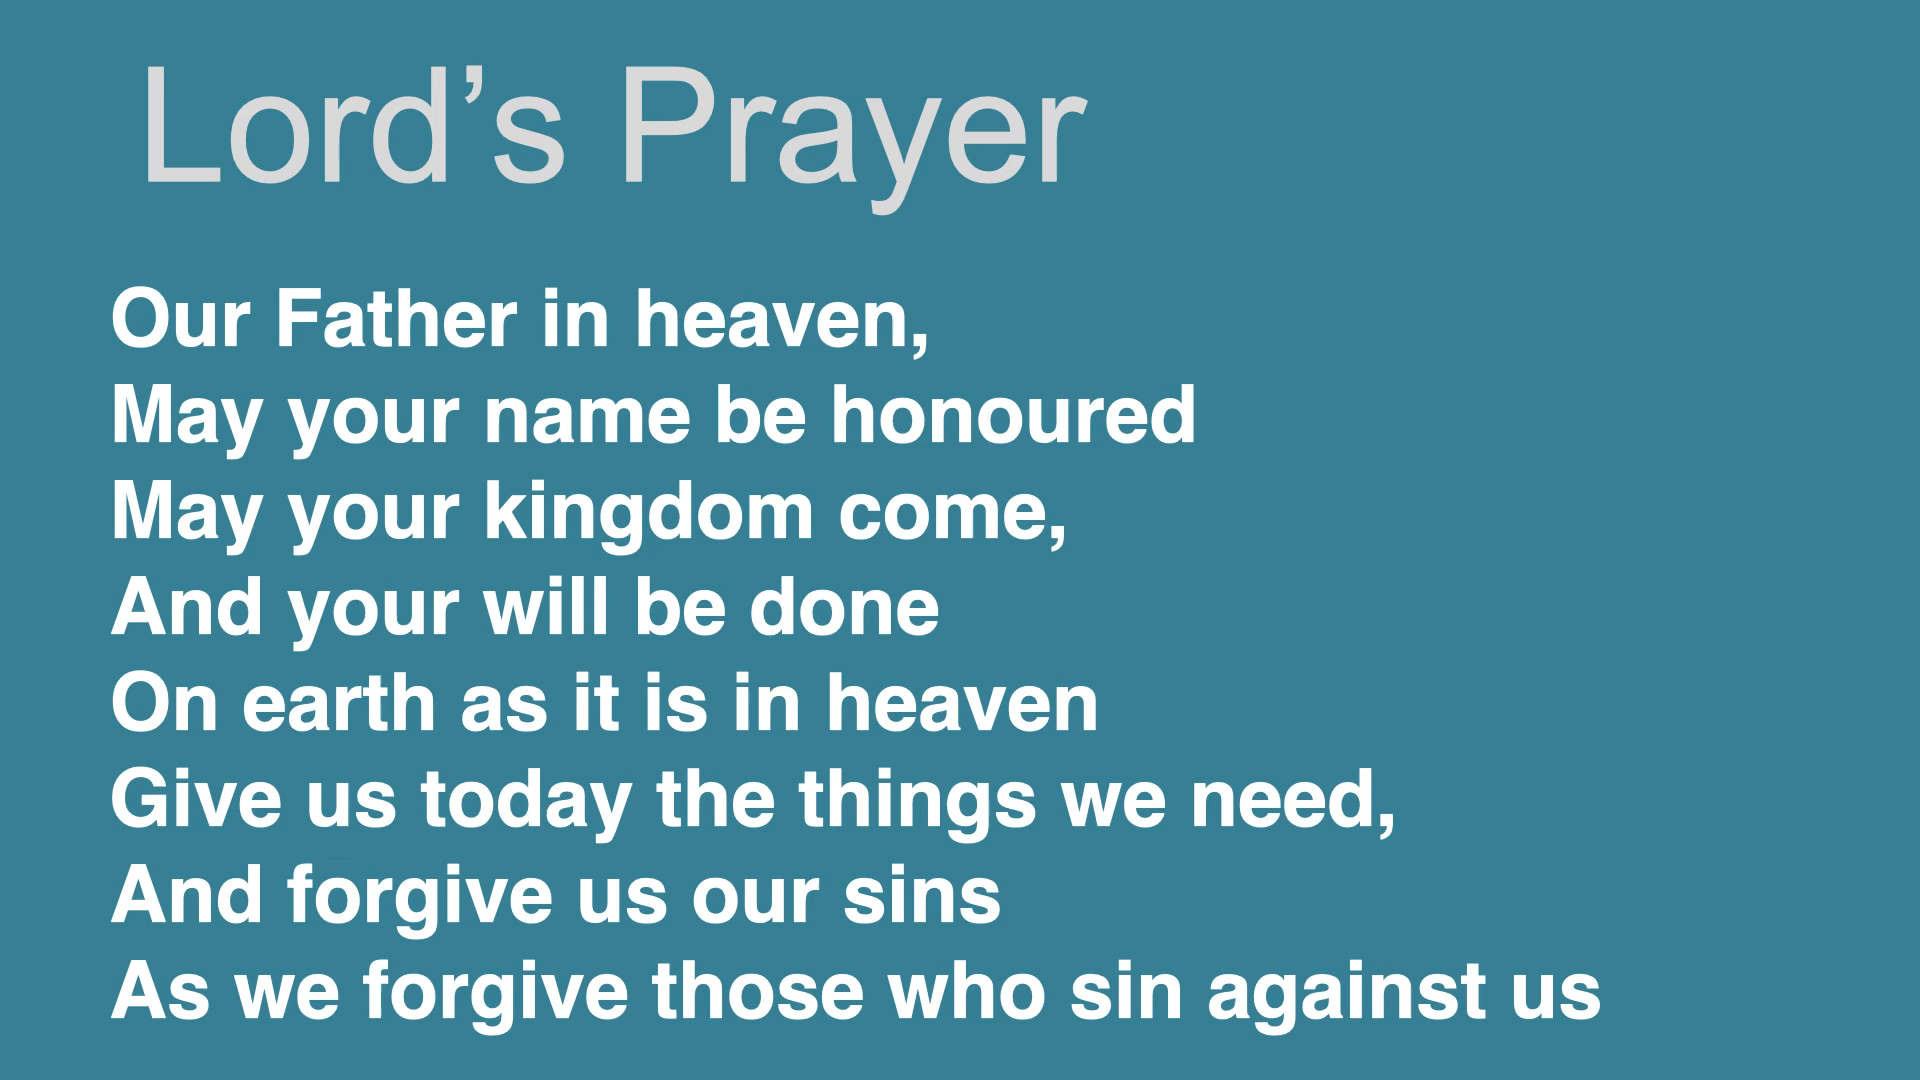 Lord’s Prayer
Our Father in heaven,
May your name be honoured
May your kingdom come,
And your will be done
On earth as it is in heaven
Give us today the things we need,
And forgive us our sins
As we forgive those who sin against us